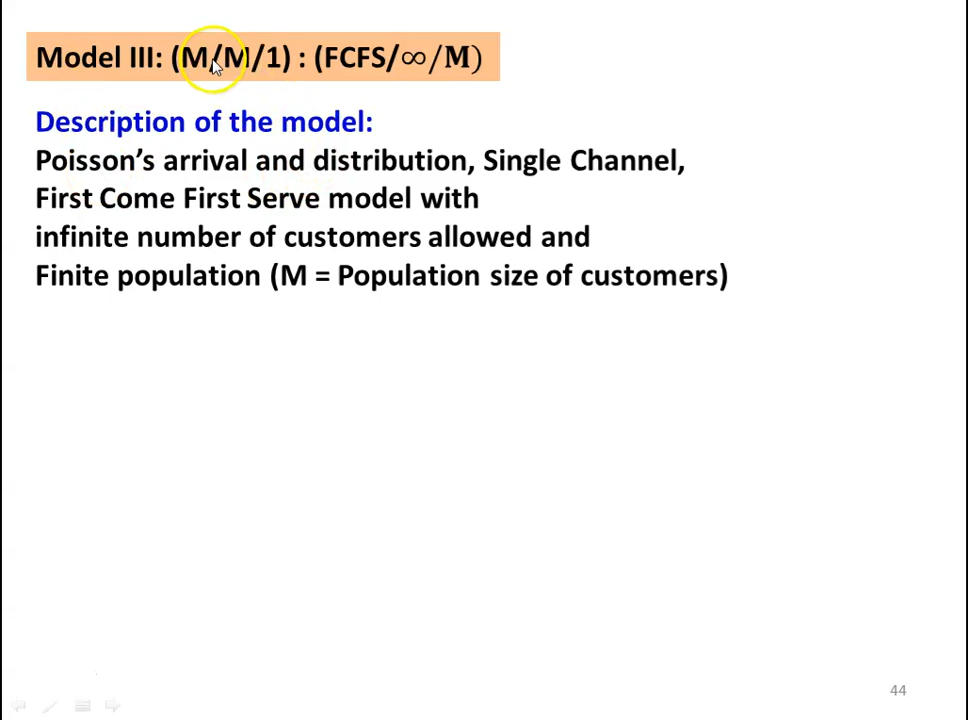 Model III: (M/M/1) : (FCFS/∞/M)
Description of the model:
Poisson’s arrival and distribution, Single Channel,
First Come First Serve model with
infinite number of customers allowed and
Finite population (M = Population size of customers)
44